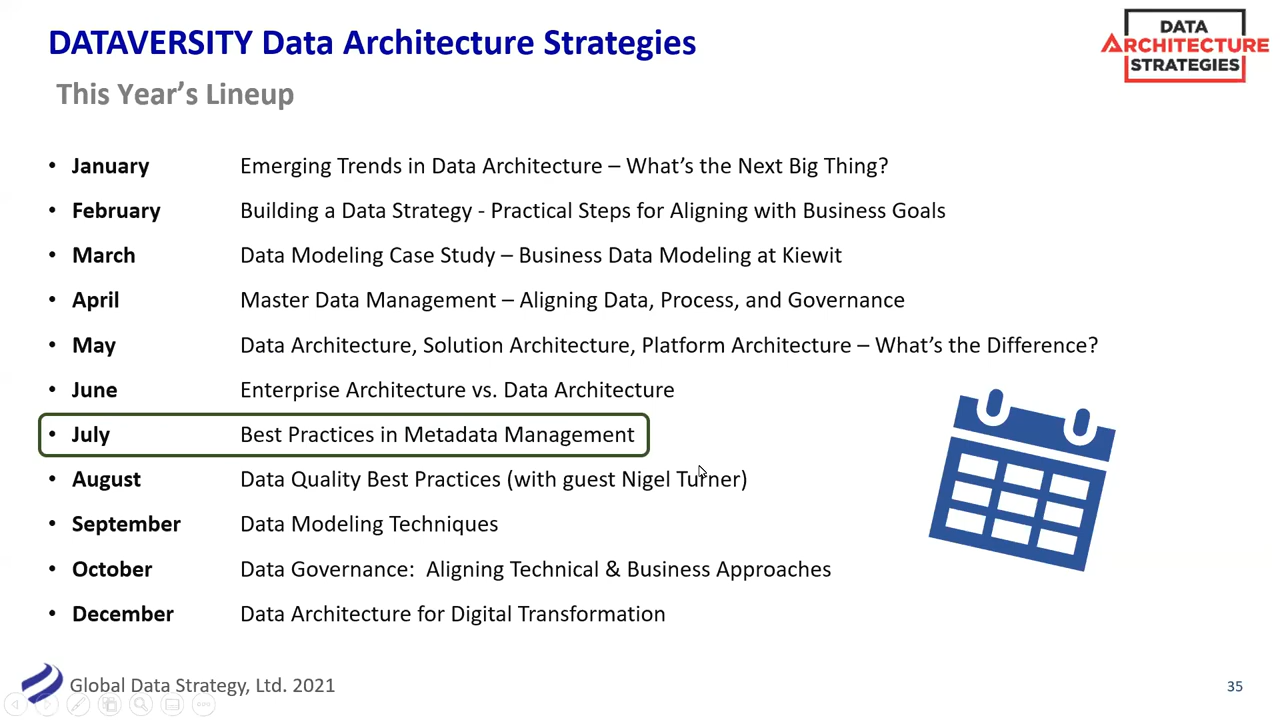 DATAVERSITY Data Architecture Strategies
This Year’s Lineup
DATA
ARCHITECTURE
STRATEGIES
• January Emerging Trends in Data Architecture – What’s the Next Big Thing?
• February Building a Data Strategy - Practical Steps for Aligning with Business Goals
• March Data Modeling Case Study – Business Data Modeling at Kiewit
• April Master Data Management – Aligning Data, Process, and Governance
• May Data Architecture, Solution Architecture, Platform Architecture – What’s the Difference?
• June Enterprise Architecture vs. Data Architecture
• July Best Practices in Metadata Management
• August Data Quality Best Practices (with guest Nigel Turner)
• September Data Modeling Techniques
• October Data Governance: Aligning Technical & Business Approaches
• December Data Architecture for Digital Transformation
Global Data Strategy, Ltd. 2021
35